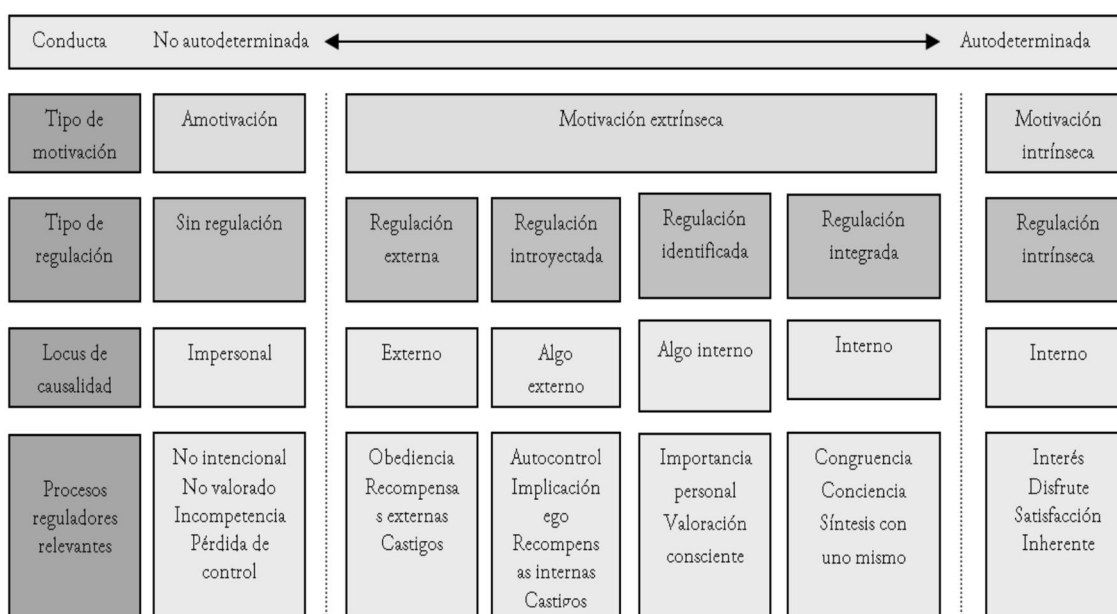 Conducta No autodeterminada Autodeterminada
Tipo de
motivación
Amotivación
Motivación extrínseca
Motivación
intrínseca
Tipo de
regulación
Sin regulación
Regulación
externa
Regulación
introyectada
Regulación
identificada
Regulación
integrada
Regulación
intrínseca
Locus de
causalidad
Impersonal
Externo
Algo
externo
Algo interno
Interno
Interno
Procesos
reguladores
relevantes
No intencional
No valorado
Incompetencia
Pérdida de
control
Obediencia
Recompensa
s externas
Castigos
Autocontrol
Implicación
ego
Recompens
as internas
Castigos
Importancia
personal
Valoración
consciente
Congruencia
Conciencia
Síntesis con
uno mismo
Interés
Disfrute
Satisfacción
Inherente